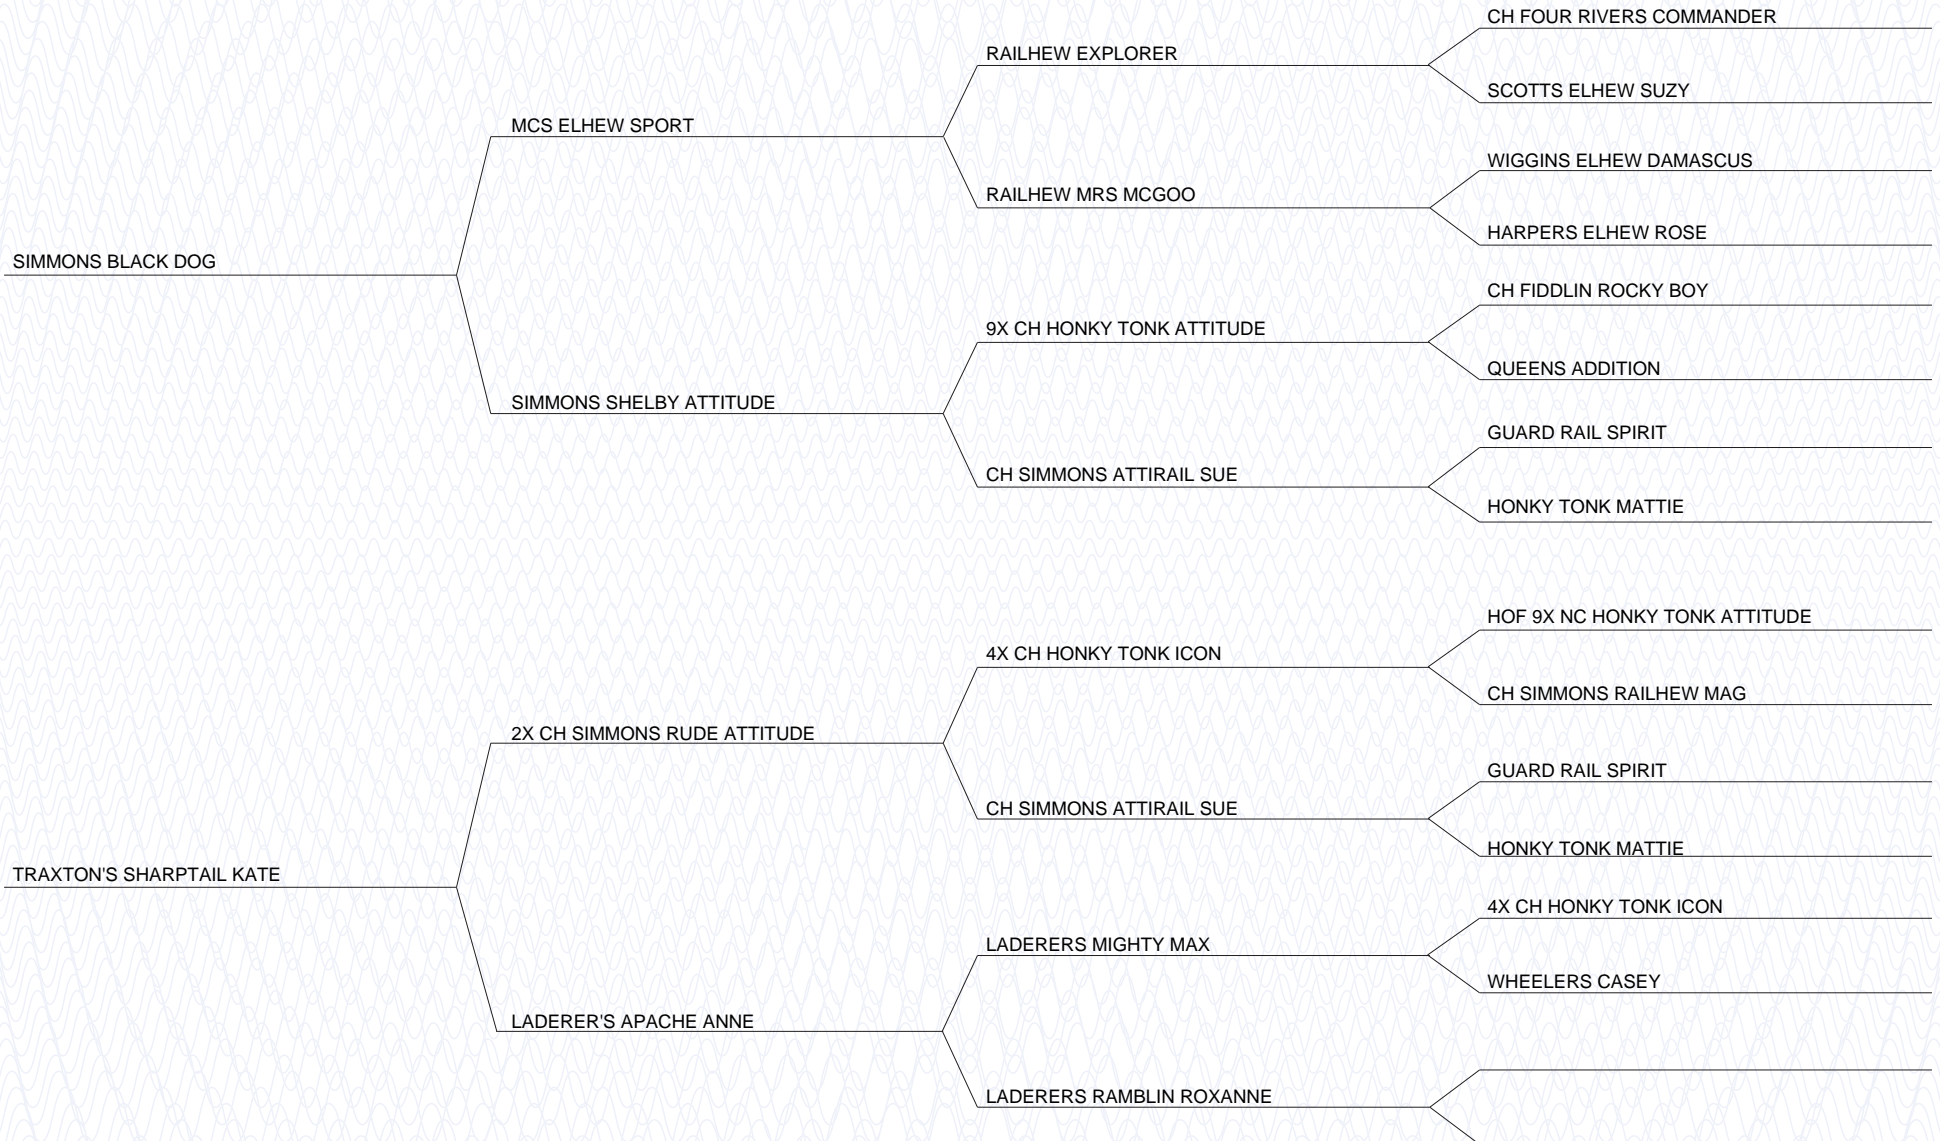 CH FOUR RIVERS COMMANDER
RAILHEW EXPLORER
SCOTTS ELHEW SUZY
MCS ELHEW SPORT
WIGGINS ELHEW DAMASCUS
RAILHEW MRS MCGOO
HARPERS ELHEW ROSE
SIMMONS BLACK DOG
CH FIDDLIN ROCKY BOY
9X CH HONKY TONK ATTITUDE
QUEENS ADDITION
SIMMONS SHELBY ATTITUDE
GUARD RAIL SPIRIT
CH SIMMONS ATTIRAIL SUE
HONKY TONK MATTIE
HOF 9X NC HONKY TONK ATTITUDE
4X CH HONKY TONK ICON
CH SIMMONS RAILHEW MAG
2X CH SIMMONS RUDE ATTITUDE
GUARD RAIL SPIRIT
CH SIMMONS ATTIRAIL SUE
HONKY TONK MATTIE
TRAXTON'S SHARPTAIL KATE
4X CH HONKY TONK ICON
LADERERS MIGHTY MAX
WHEELERS CASEY
LADERER'S APACHE ANNE
LADERERS RAMBLIN ROXANNE